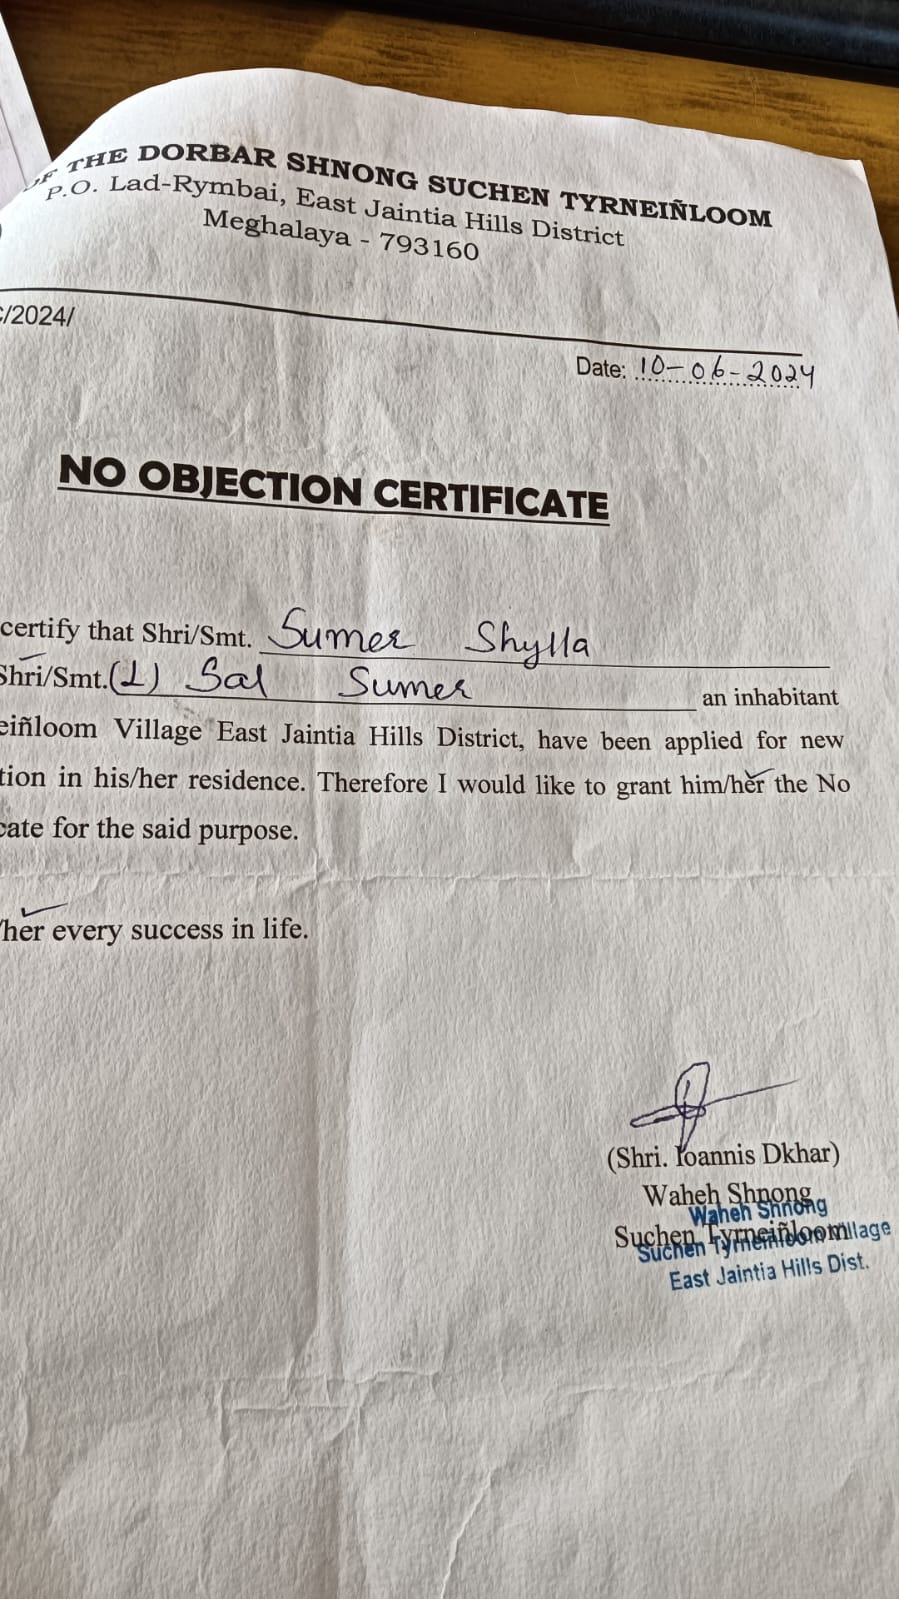 OF THE DORBAR SHNONG SUCHEN TYRNEIÑLOOM
P.O. Lad-Rymbai, East Jaintia Hills District
Meghalaya - 793160
/2024/
Date: 10-06-2024
NO OBJECTION CERTIFICATE
certify that Shri/Smt. Sumer Shylla
Shri/Smt. (L) Sal Sumer an inhabitant
eiñloom Village East Jaintia Hills District, have been applied for new
tion in his/her residence. Therefore I would like to grant him/her the No
cate for the said purpose.
/her every success in life.
(Shri. Ioannis Dkhar)
Waheh Shnong
Waheh Shnong
Suchen Tyrneiñloom
Suchen Tyrneiñloom Village
East Jaintia Hills Dist.